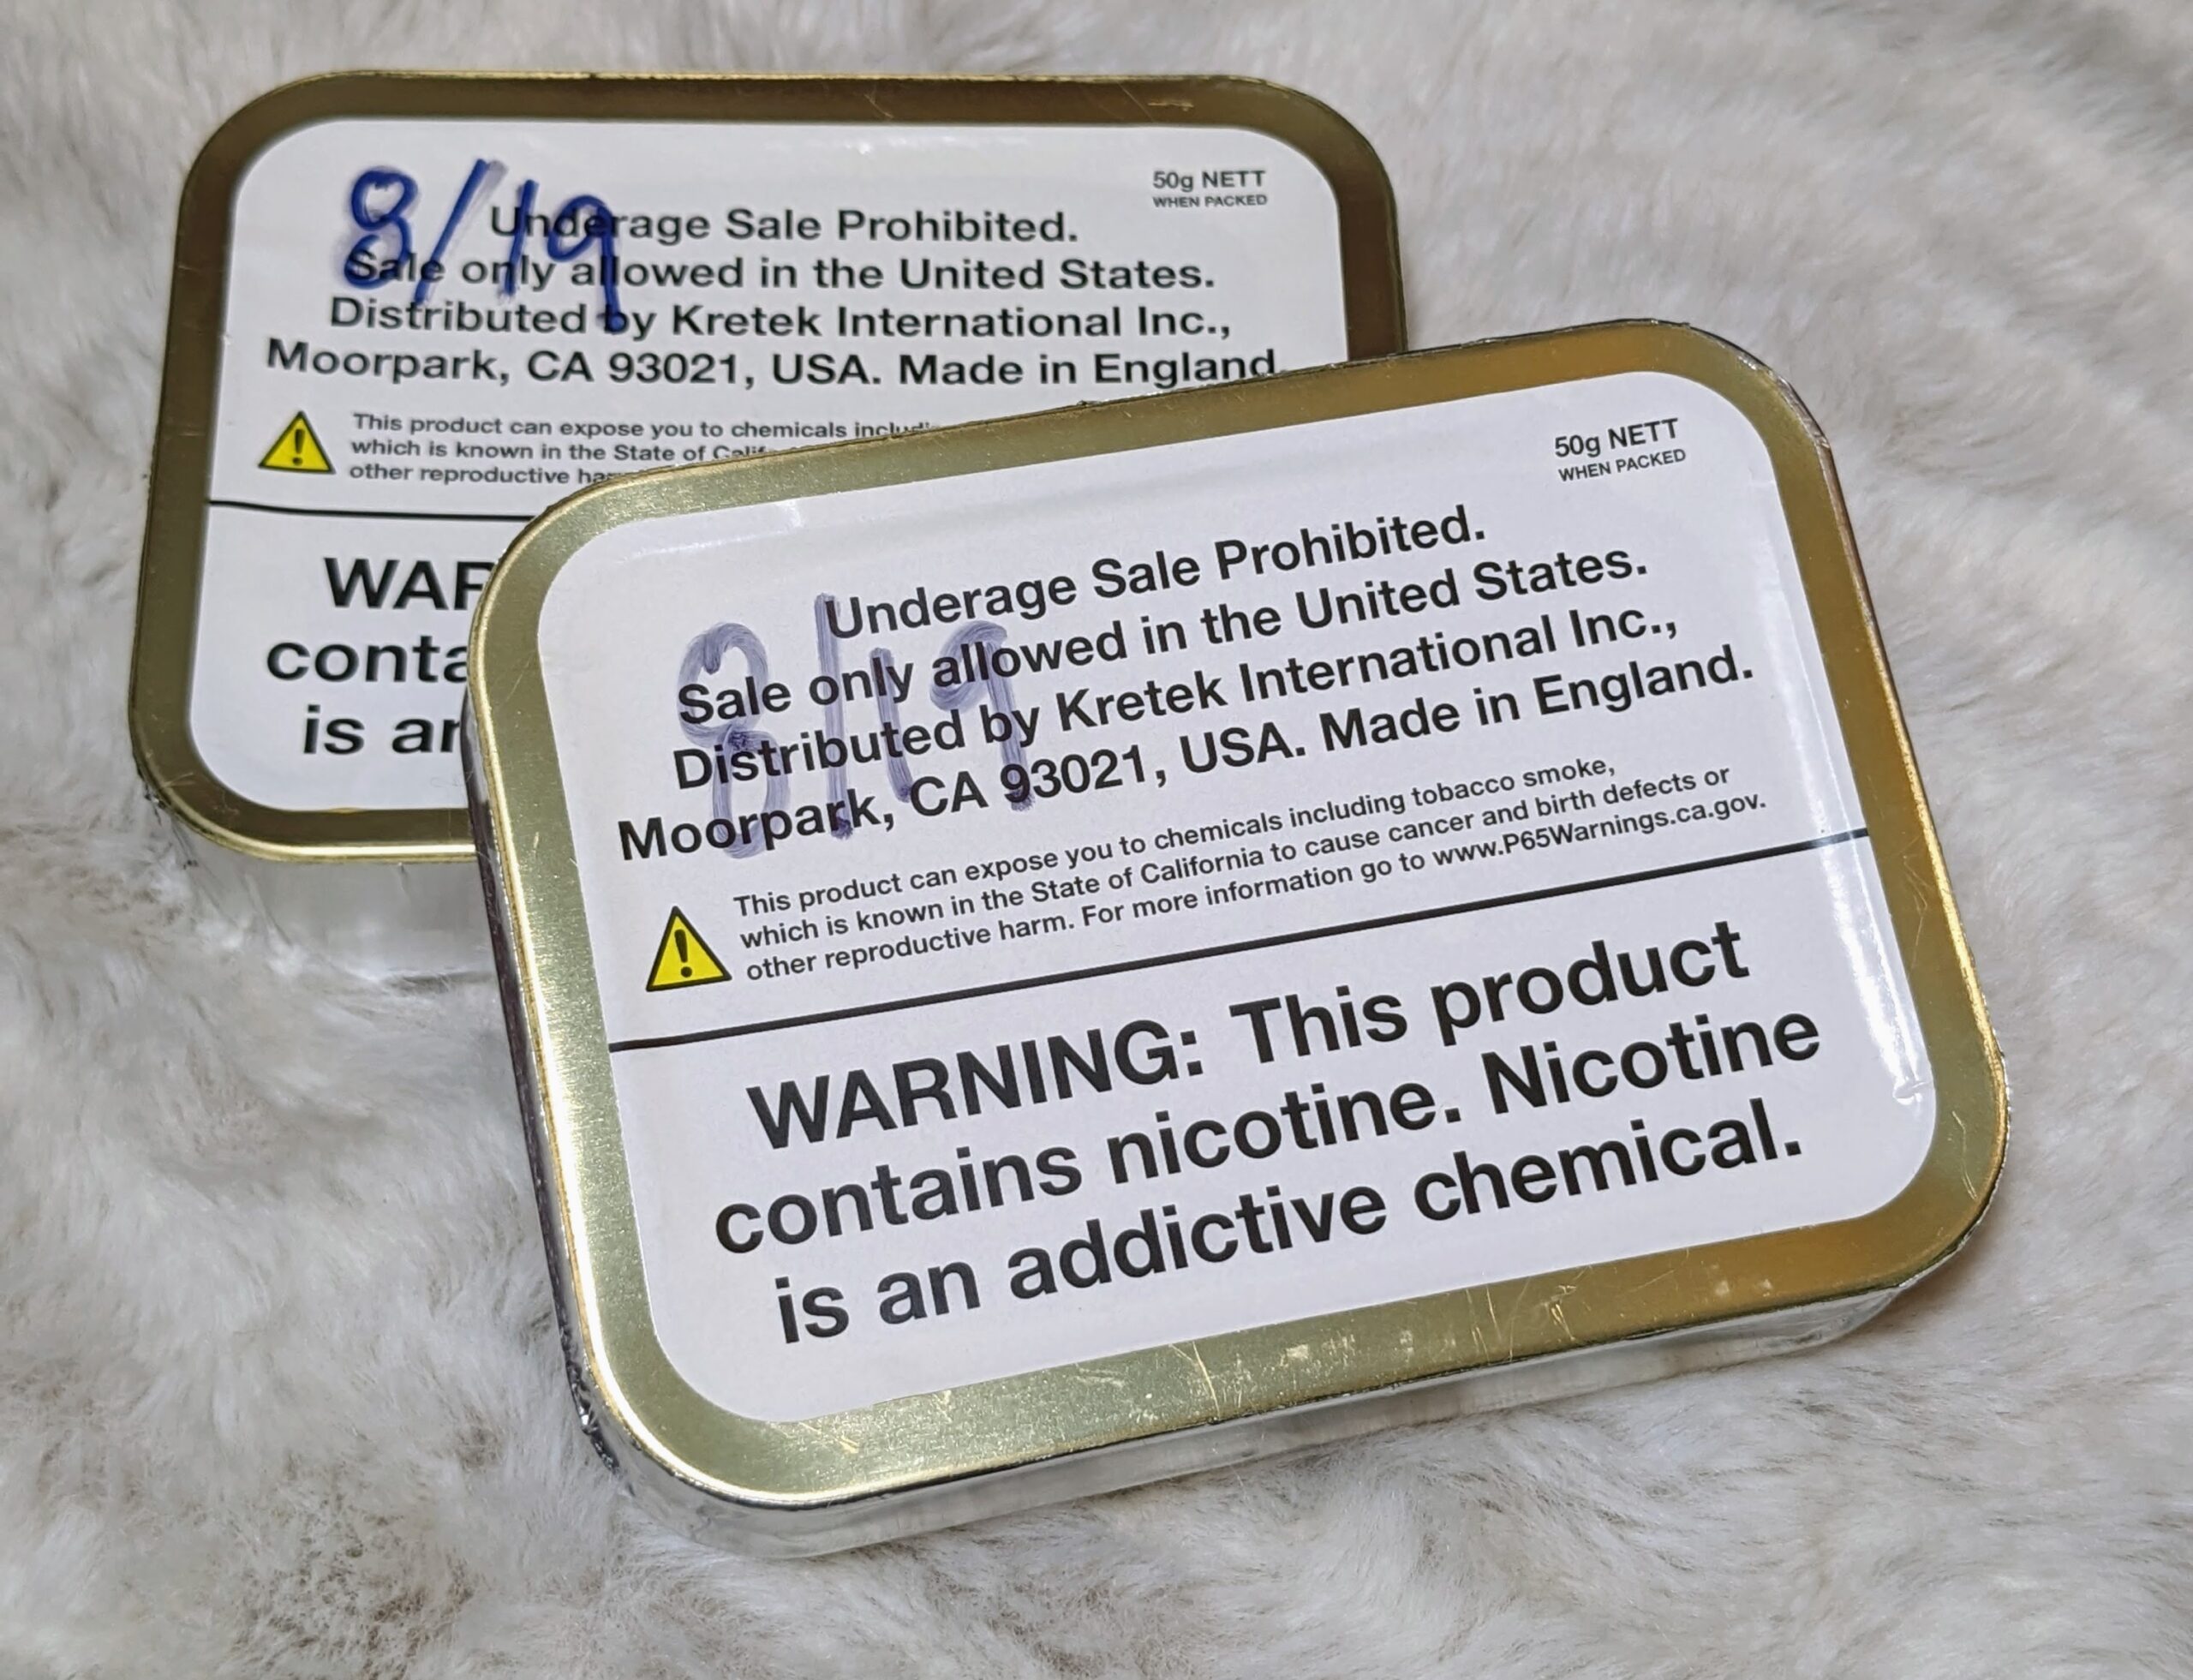 8/19
50g NETT
WHEN PACKED
Underage Sale Prohibited.
Sale only allowed in the United States.
Distributed by Kretek International Inc.,
Moorpark, CA 93021, USA. Made in England.
This product can expose you to chemicals
which is known in the State of
other reproductive
is
8/19
50g NETT
WHEN PACKED
Underage Sale Prohibited.
Sale only allowed in the United States.
Distributed by Kretek International Inc.,
Moorpark, CA 93021, USA. Made in England.
This product can expose you to chemicals including tobacco smoke,
which is known in the State of California to cause cancer and birth defects or
other reproductive harm. For more information go to www.P65Warnings.ca.gov.
WARNING: This product
contains nicotine. Nicotine
is an addictive chemical.